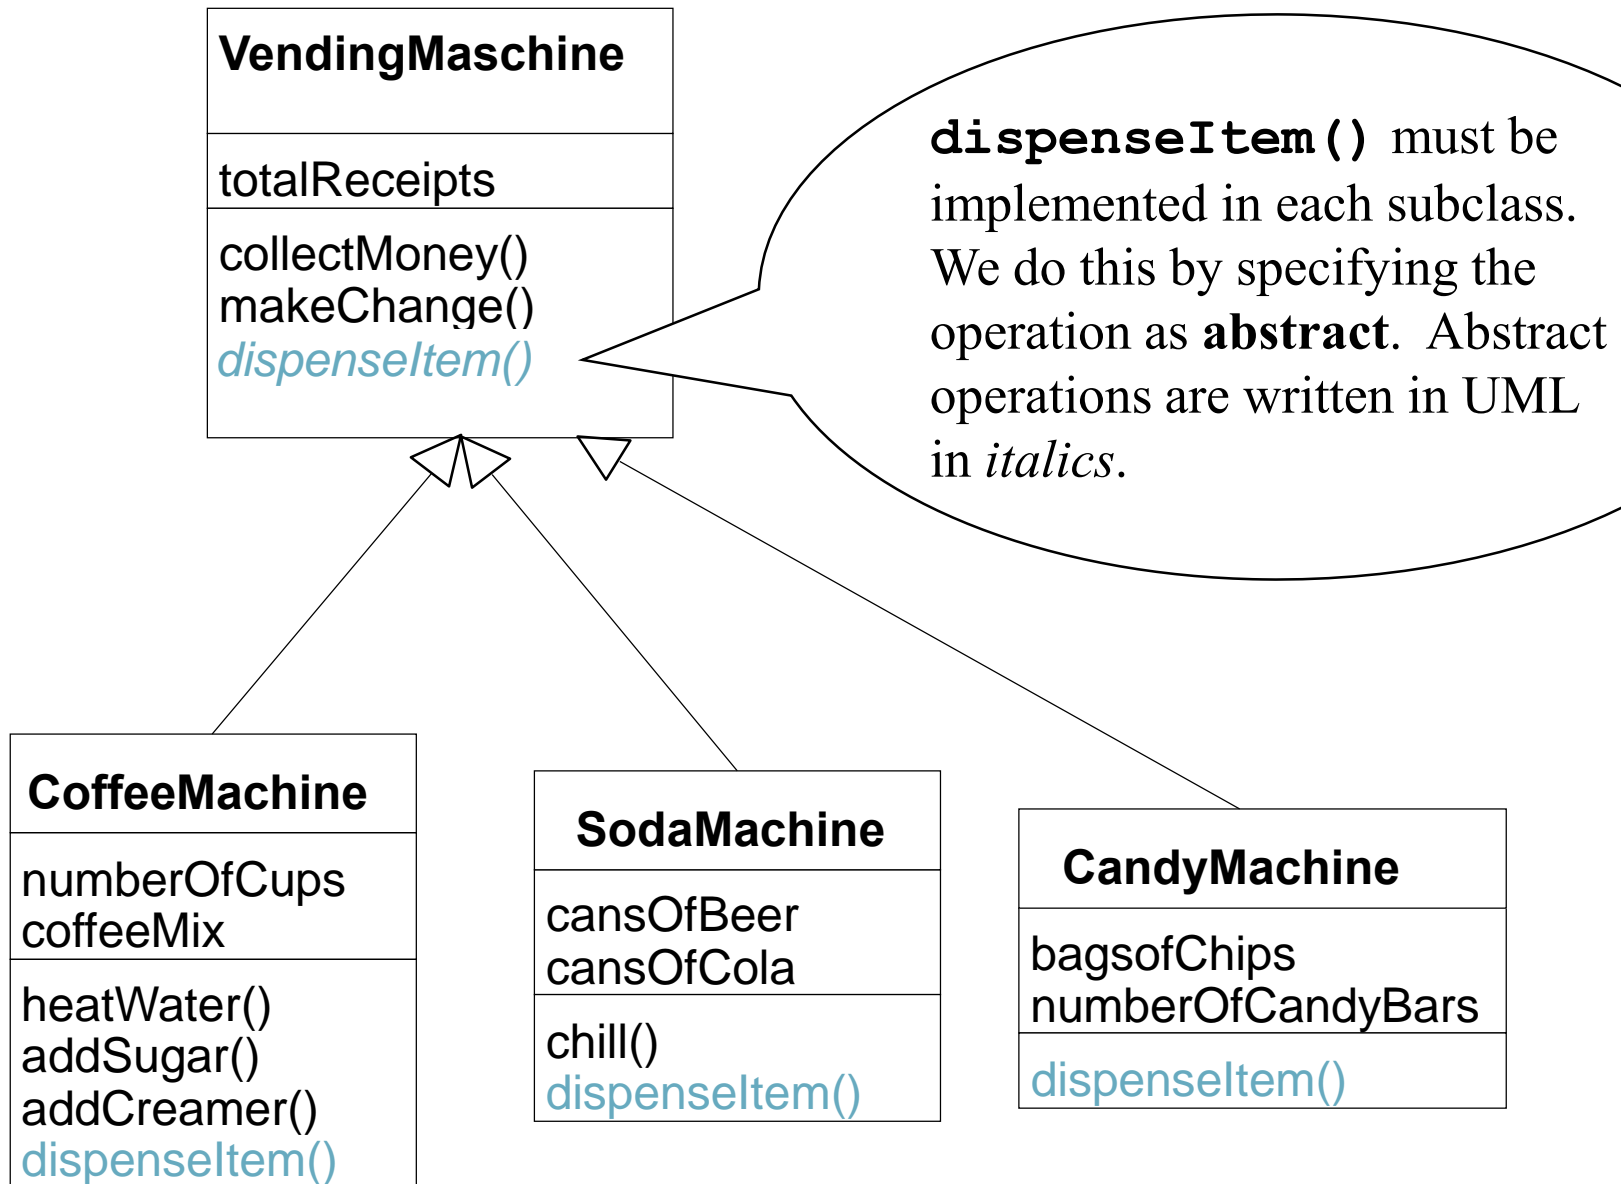 VendingMaschine
totalReceipts
collectMoney()
makeChange()
dispenseItem()
dispenseItem() must be
implemented in each subclass.
We do this by specifying the
operation as abstract. Abstract
operations are written in UML
in italics.
CoffeeMachine
numberOfCups
coffeeMix
heatWater()
addSugar()
addCreamer()
dispenseItem()
SodaMachine
cansOfBeer
cansOfCola
chill()
dispenseItem()
CandyMachine
bagsofChips
numberOfCandyBars
dispenseItem()